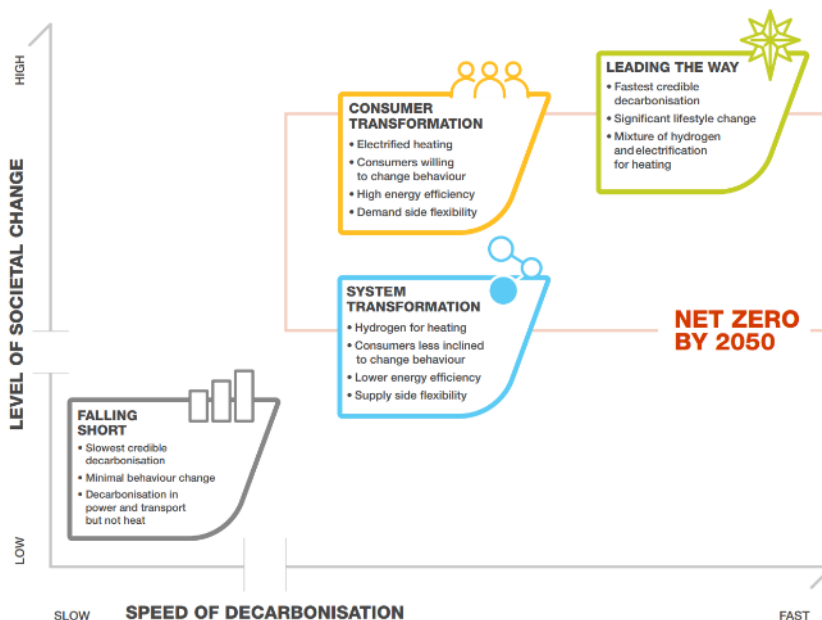 HIGH
LEVEL OF SOCIETAL CHANGE
LOW
CONSUMER
TRANSFORMATION
• Electrified heating
• Consumers willing
to change behaviour
• High energy efficiency
• Demand side flexibility
LEADING THE WAY
• Fastest credible
decarbonisation
• Significant lifestyle change
• Mixture of hydrogen
and electrification
for heating
SYSTEM
TRANSFORMATION
• Hydrogen for heating
• Consumers less inclined
to change behaviour
• Lower energy efficiency
• Supply side flexibility
NET ZERO
BY 2050
FALLING
SHORT
• Slowest credible
decarbonisation
• Minimal behaviour change
• Decarbonisation in
power and transport
but not heat
SLOW
SPEED OF DECARBONISATION
FAST